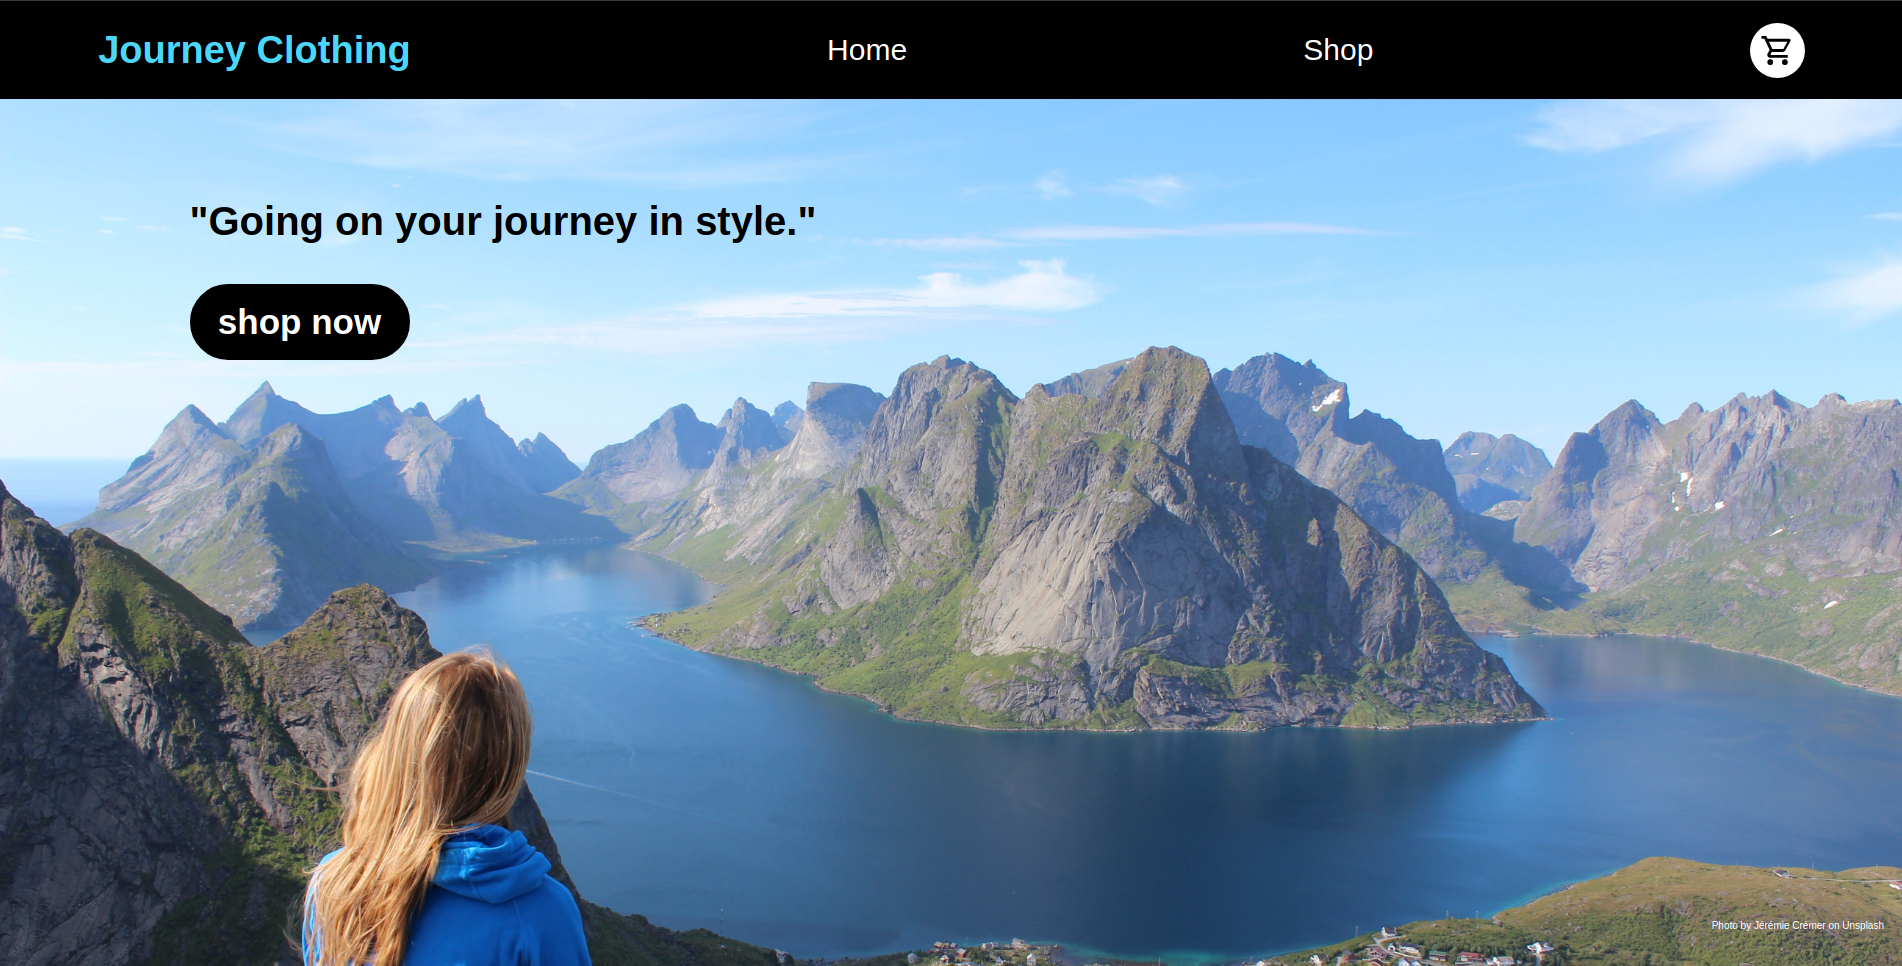 Journey Clothing
Home
Shop
"Going on your journey in style."
shop now
Photo by Jérémie Crémer on Unsplash